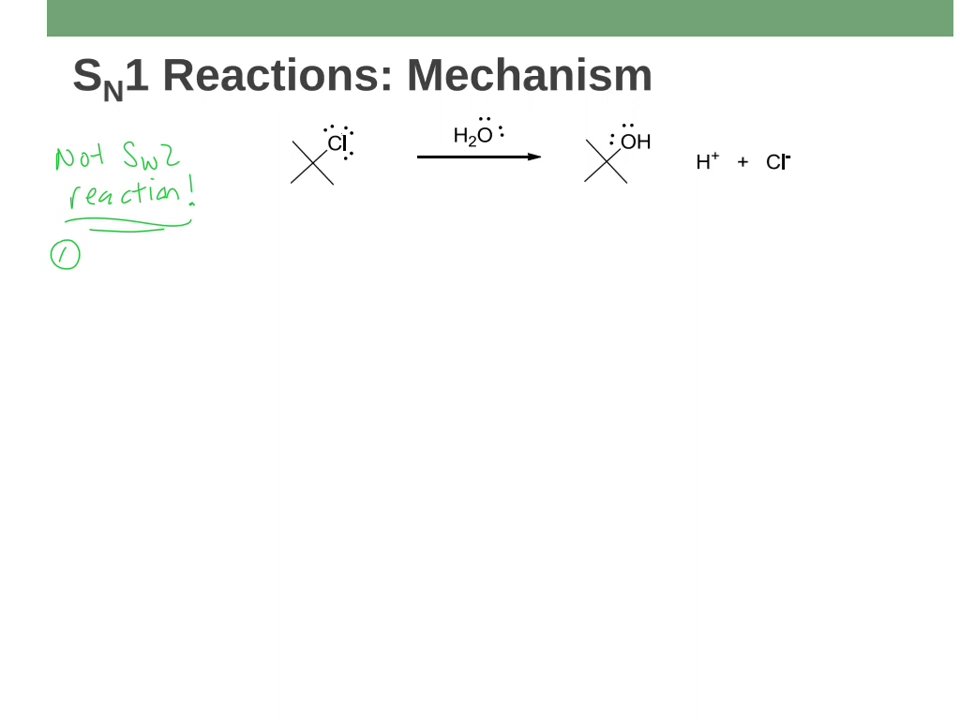 SN1 Reactions: Mechanism
Not SN2
reaction!
①
Cl
H2O
OH
H+ + Cl-